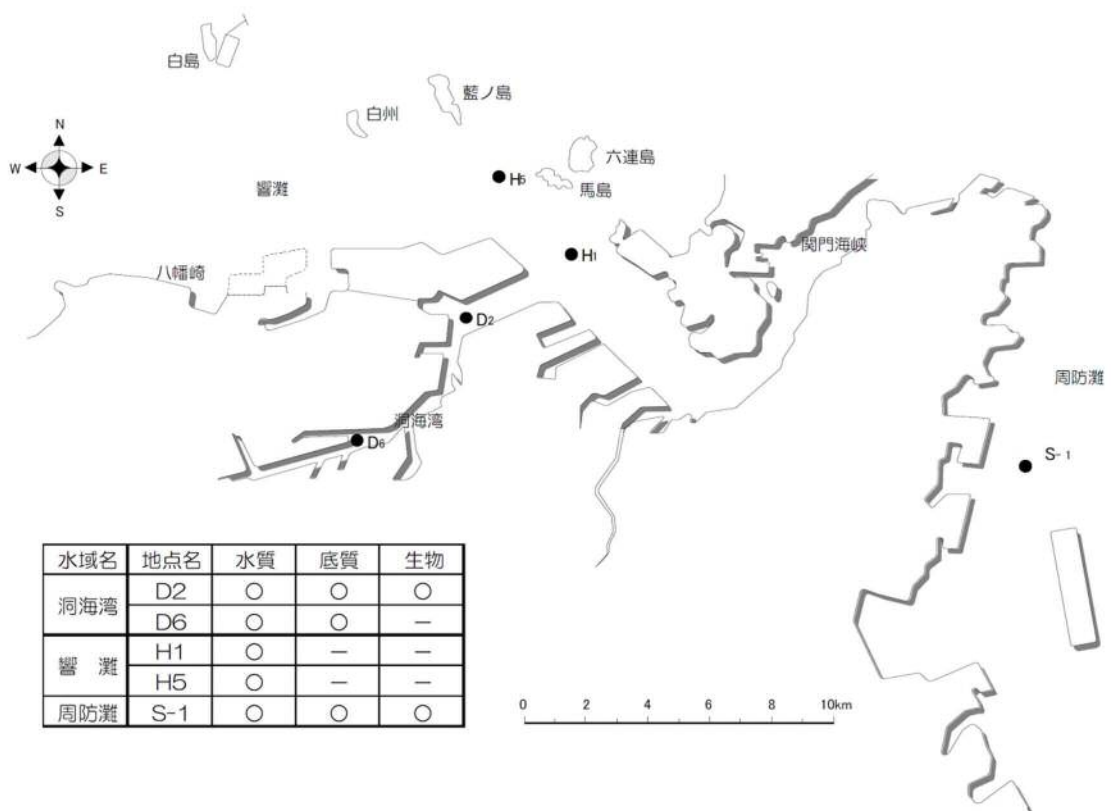 白島
藍ノ島
白州
N
W E
S
六連島
H5
馬島
響灘
関門海峡
H1
八幡崎
D2
周防灘
洞海湾
D6
S-1
水域名 地点名 水質 底質 生物
洞海湾 D2 ○ ○ ○
D6 ○ ○ −
響 灘 H1 ○ − −
H5 ○ − −
周防灘 S-1 ○ ○ ○
0 2 4 6 8 10km